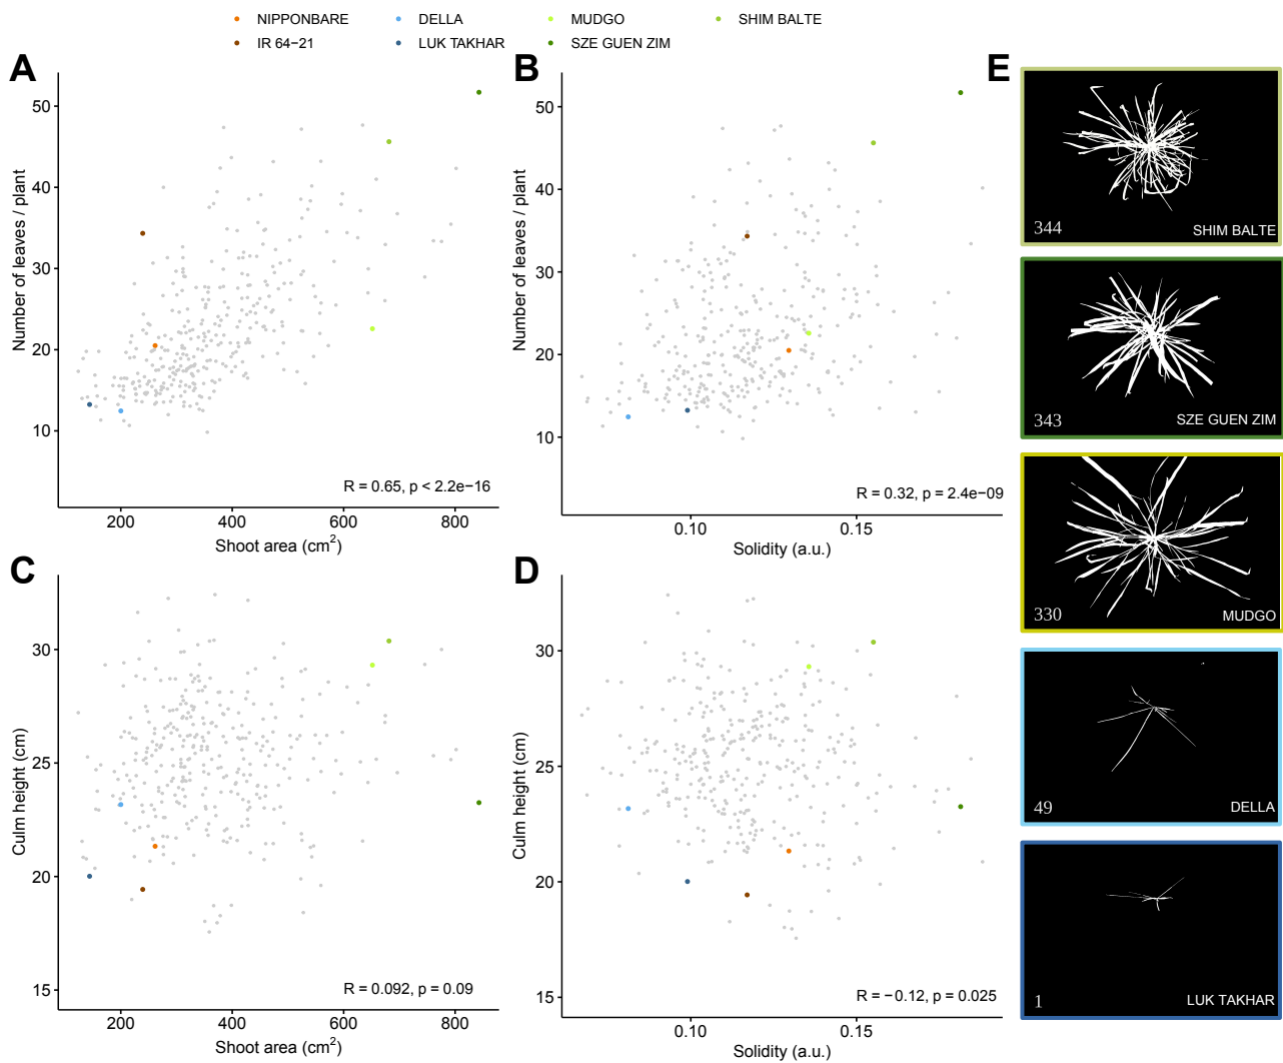 NIPPONBARE DELLA MUDGO SHIM BALTE
IR 64−21 LUK TAKHAR SZE GUEN ZIM
A
Number of leaves / plant
50
40
30
20
10
R = 0.65, p < 2.2e−16
200 400 600 800
Shoot area (cm²)
B
Number of leaves / plant
50
40
30
20
10
R = 0.32, p = 2.4e−09
0.10 0.15
Solidity (a.u.)
C
Culm height (cm)
30
25
20
15
R = 0.092, p = 0.09
200 400 600 800
Shoot area (cm²)
D
Culm height (cm)
30
25
20
15
R = −0.12, p = 0.025
0.10 0.15
Solidity (a.u.)
E
344 SHIM BALTE
343 SZE GUEN ZIM
330 MUDGO
49 DELLA
1 LUK TAKHAR